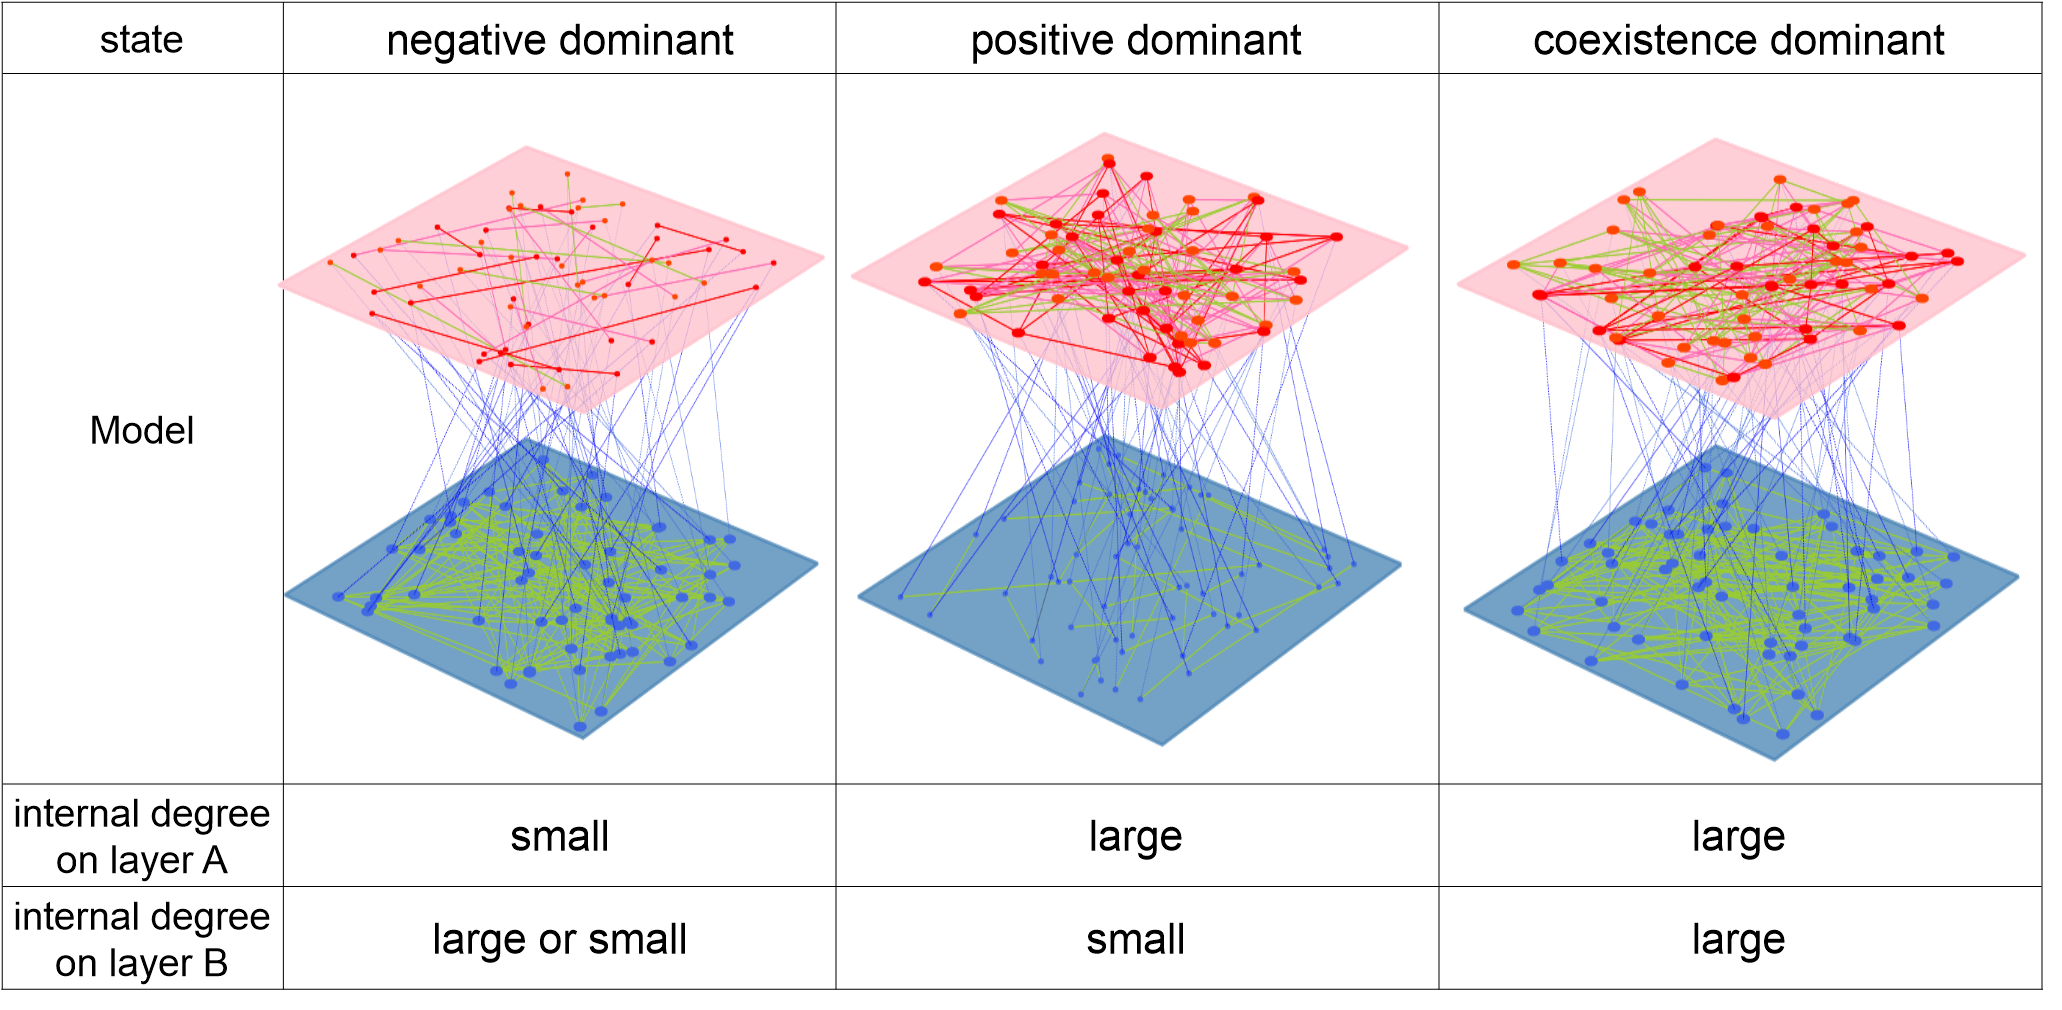 state
negative dominant
positive dominant
coexistence dominant
Model
internal degree
on layer A
small
large
large
internal degree
on layer B
large or small
small
large